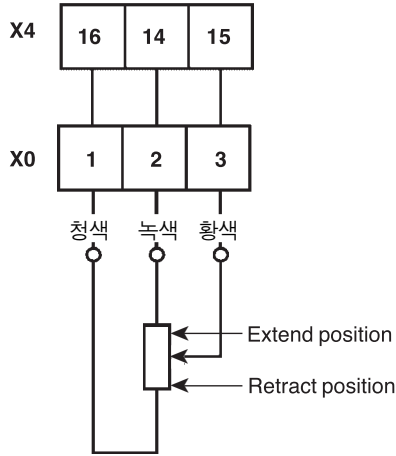 X4 16 14 15
X0 1 2 3
청색 녹색 황색
Extend position
Retract position